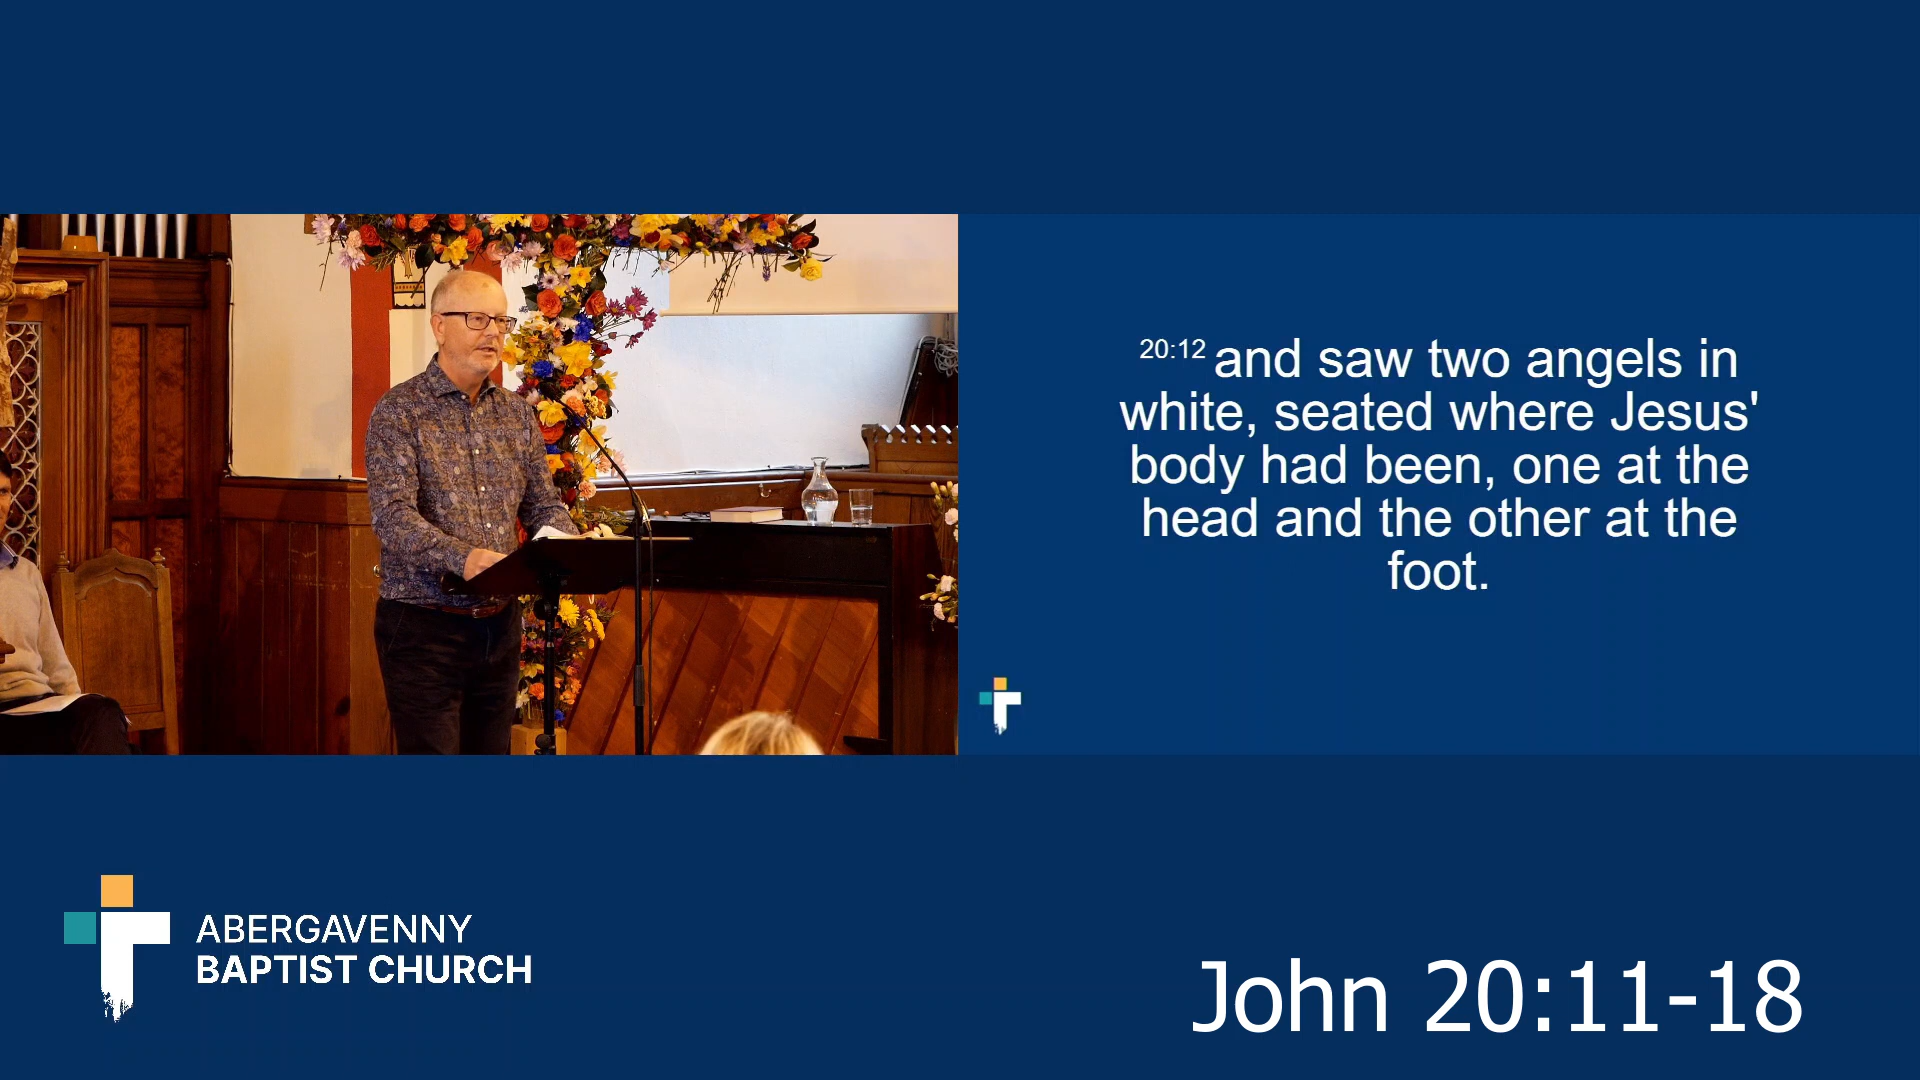 20:12 and saw two angels in
white, seated where Jesus'
body had been, one at the
head and the other at the
foot.
ABERGAVENNY
BAPTIST CHURCH
John 20:11-18